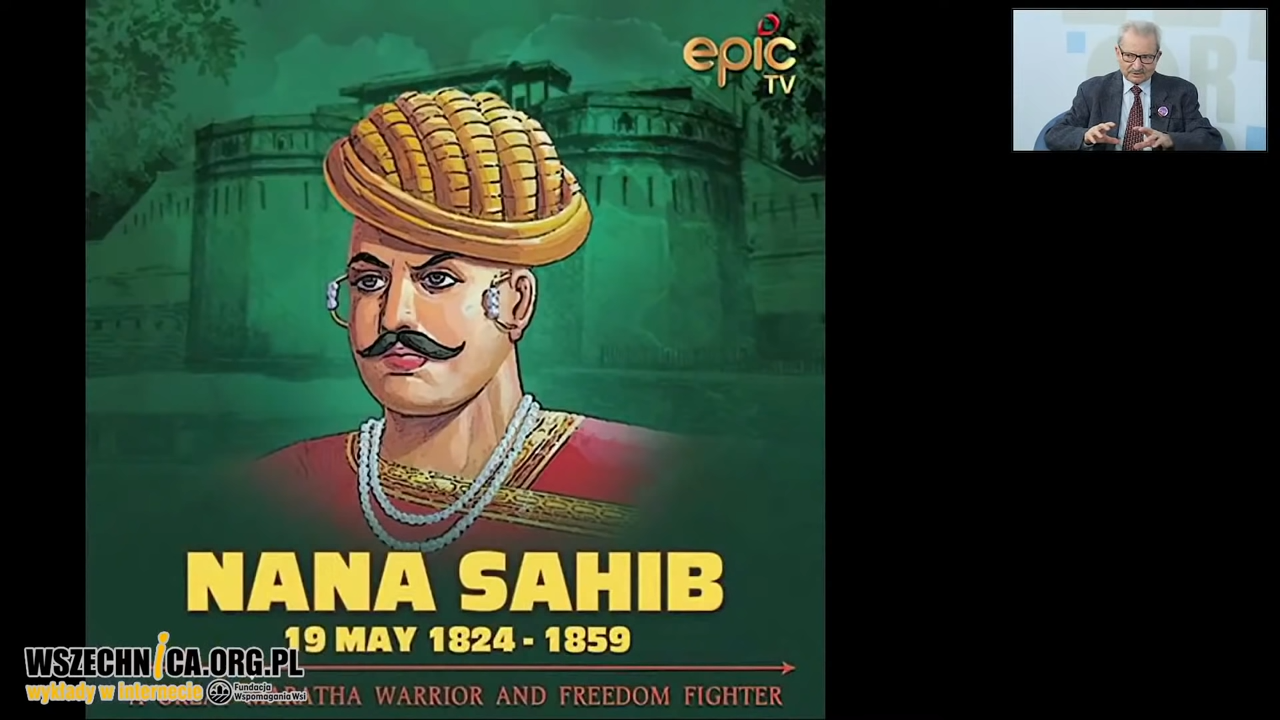 epic
TV
NANA SAHIB
19 MAY 1824 - 1859
WARRIOR AND FREEDOM FIGHTER
WSZECHNICA.ORG.PL
wykłady w internecie
Fundacja
Wspomagania Wsi